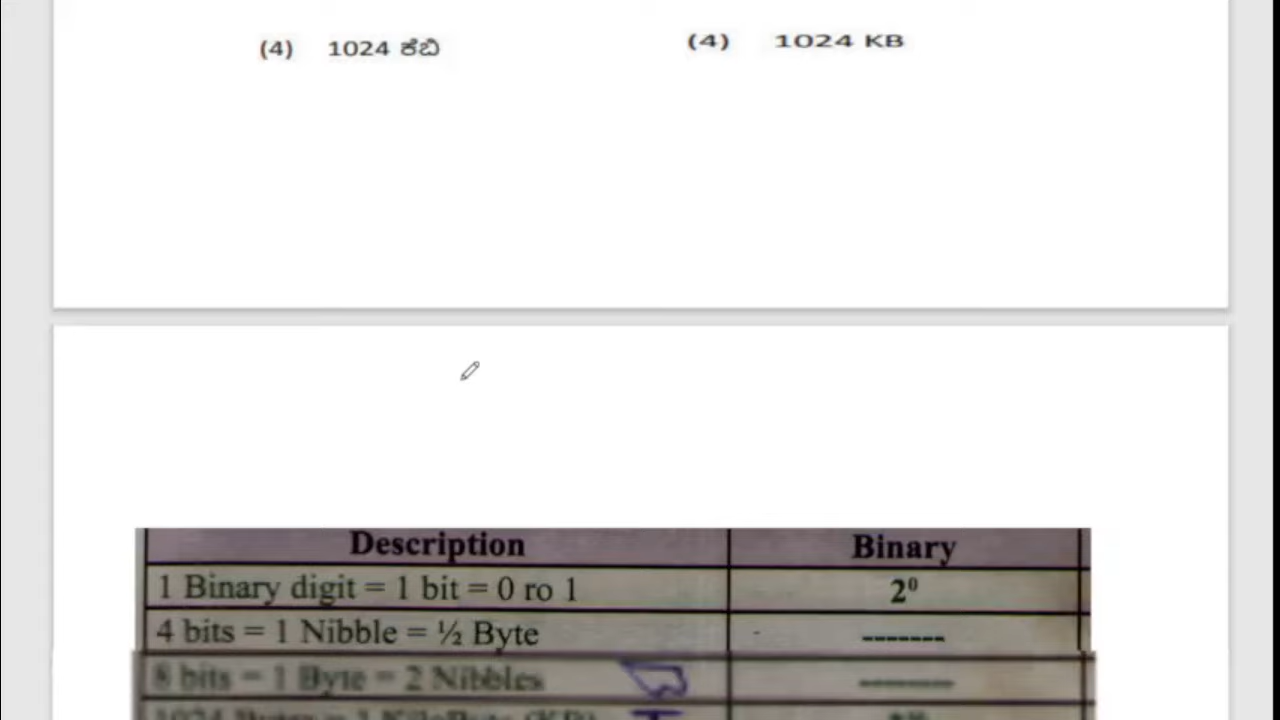 (4) 1024 ಕೆಬಿ
(4) 1024 KB
Description Binary
1 Binary digit = 1 bit = 0 ro 1 2⁰
4 bits = 1 Nibble = ½ Byte -------
8 bits = 1 Byte = 2 Nibbles --------